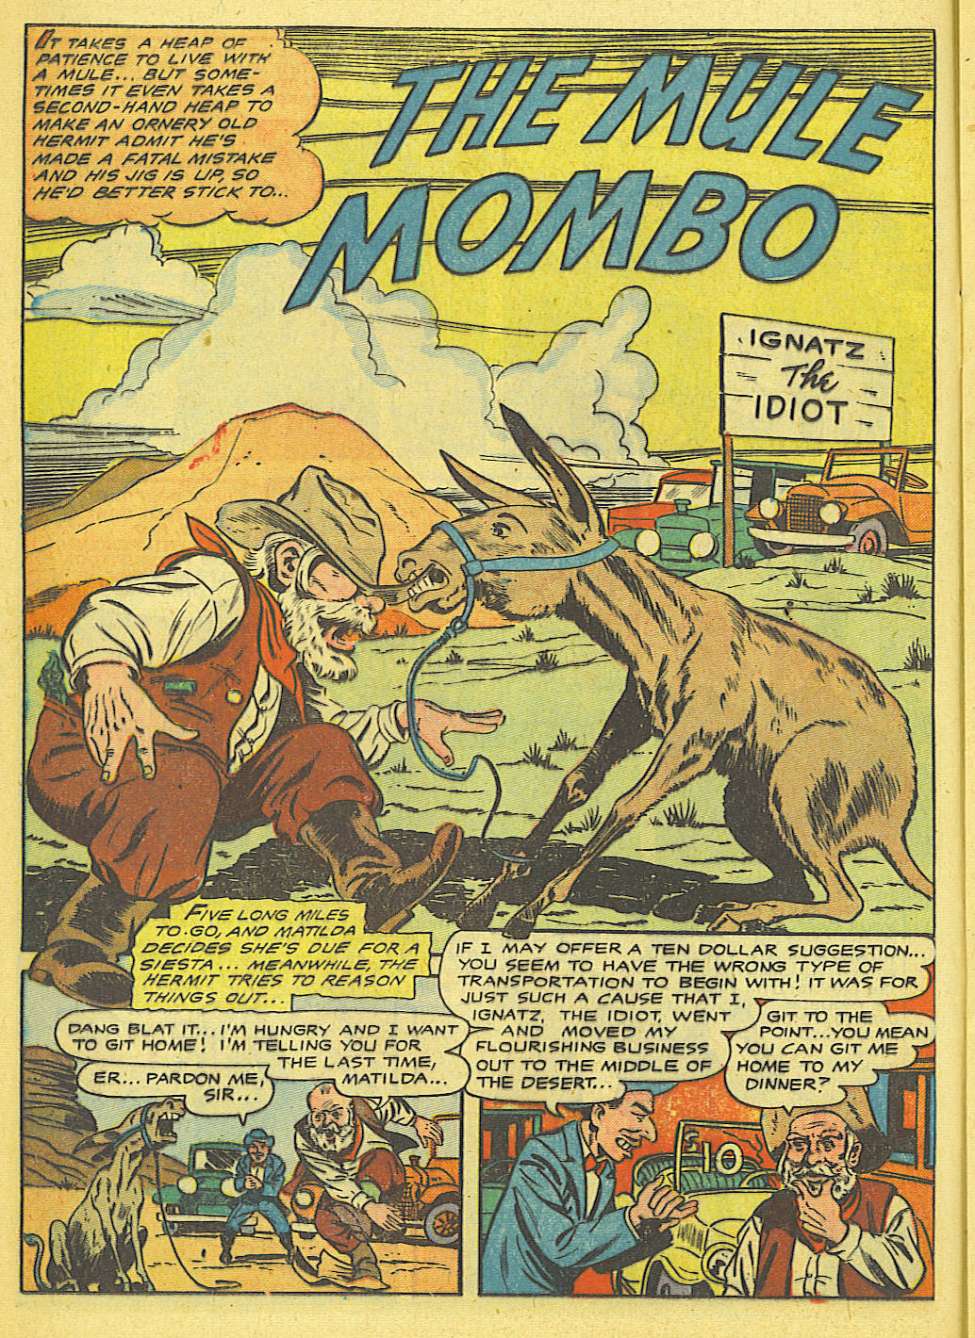 IT TAKES A HEAP OF
PATIENCE TO LIVE WITH
A MULE... BUT SOME-
TIMES IT EVEN TAKES A
SECOND-HAND HEAP TO
MAKE AN ORNERY OLD
HERMIT ADMIT HE'S
MADE A FATAL MISTAKE
AND HIS JIG IS UP, SO
HE'D BETTER STICK TO...
THE MULE
MOMBO
IGNATZ
The
IDIOT
FIVE LONG MILES
TO GO, AND MATILDA
DECIDES SHE'S DUE FOR A
SIESTA... MEANWHILE, THE
HERMIT TRIES TO REASON
THINGS OUT...
DANG BLAT IT... I'M HUNGRY AND I WANT
TO GIT HOME! I'M TELLING YOU FOR
THE LAST TIME,
MATILDA...
ER... PARDON ME,
SIR...
IF I MAY OFFER A TEN DOLLAR SUGGESTION...
YOU SEEM TO HAVE THE WRONG TYPE OF
TRANSPORTATION TO BEGIN WITH! IT WAS FOR
JUST SUCH A CAUSE THAT I,
IGNATZ, THE IDIOT, WENT
AND MOVED MY
FLOURISHING BUSINESS
OUT TO THE MIDDLE OF
THE DESERT...
GIT TO THE
POINT... YOU MEAN
YOU CAN GIT ME
HOME TO MY
DINNER?
$10